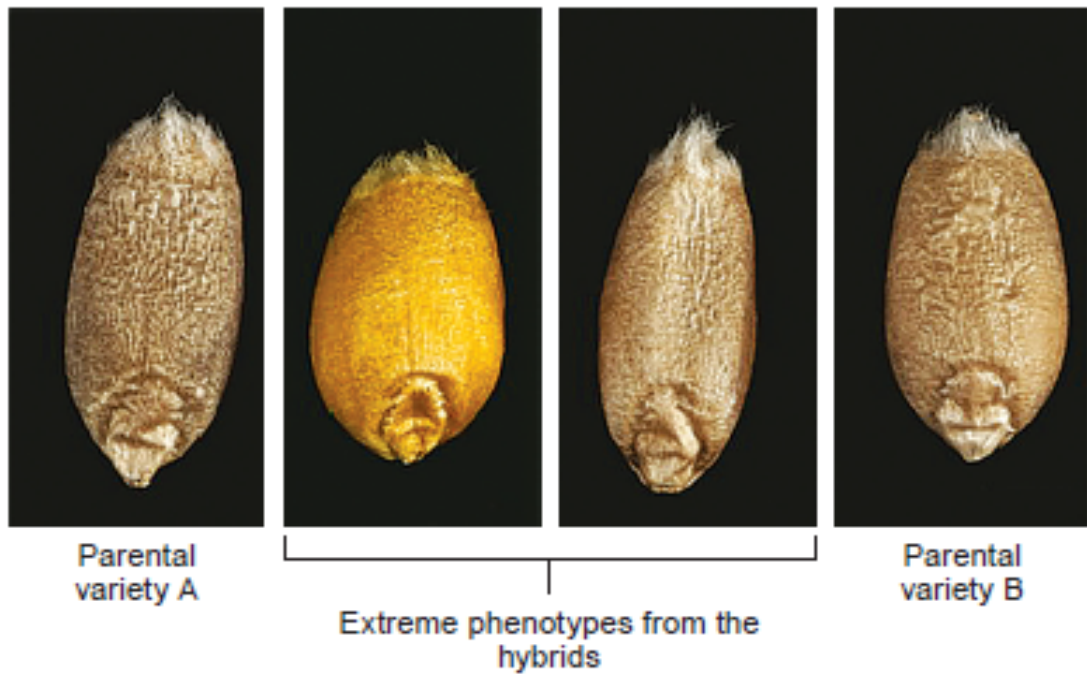 Parental
variety A
Extreme phenotypes from the
hybrids
Parental
variety B